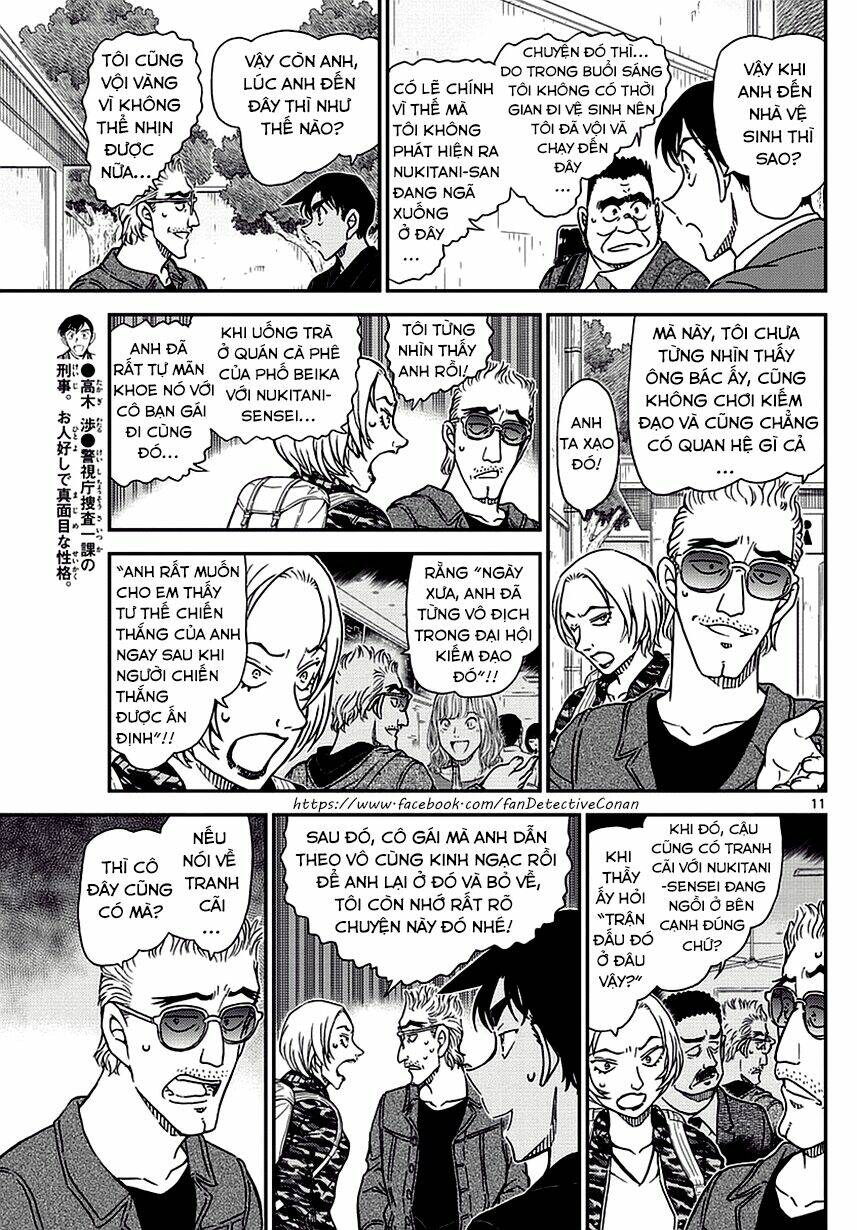 VẬY KHI
ANH ĐẾN
NHÀ VỆ
SINH THÌ
SAO?
CHUYỆN ĐÓ THÌ...
DO TRONG BUỔI SÁNG
TÔI KHÔNG CÓ THỜI
GIAN ĐI VỆ SINH NÊN
TÔI ĐÃ VỘI VÃ
CHẠY ĐẾN
ĐÂY
...
CÓ LẼ CHÍNH
VÌ THẾ MÀ
TÔI KHÔNG
PHÁT HIỆN RA
NUKITANI-SAN
ĐANG NGÃ
XUỐNG
Ở ĐÂY ...
VẬY CÒN ANH,
LÚC ANH ĐẾN
ĐÂY THÌ NHƯ
THẾ NÀO?
TÔI CŨNG
VỘI VÀNG
VÌ KHÔNG
THỂ NHỊN
ĐƯỢC
NỮA...
MÀ NÀY, TÔI CHƯA
TỪNG NHÌN THẤY
ÔNG BÁC ẤY, CŨNG
KHÔNG CHƠI KIẾM
ĐẠO VÀ CŨNG CHẲNG
CÓ QUAN HỆ GÌ CẢ
...
ANH
TA XẠO
ĐÓ!
TÔI TỪNG
NHÌN THẤY
ANH RỒI!
KHI UỐNG TRÀ
Ở QUÁN CÀ PHÊ
CỦA PHỐ BEIKA
VỚI NUKITANI-
SENSEI,
ANH ĐÃ
RẤT TỰ MÃN
KHOE NÓ VỚI
CÔ BẠN GÁI
ĐI CÙNG
ĐÓ...
●高木 渉●警視庁捜査一課の
刑事。お人好しで真面目な性格。
RẰNG "NGÀY
XƯA, ANH ĐÃ
TỪNG VÔ ĐỊCH
TRONG ĐẠI HỘI
KIẾM ĐẠO
ĐÓ"!!
"ANH RẤT MUỐN
CHO EM THẤY
TƯ THẾ CHIẾN
THẮNG CỦA ANH
NGAY SAU KHI
NGƯỜI CHIẾN
THẮNG
ĐƯỢC ẤN
ĐỊNH"!!
https://www.facebook.com/fanDetectiveConan
11
KHI ĐÓ, CẬU
CŨNG CÓ TRANH
CÃI VỚI NUKITANI
-SENSEI ĐANG
NGỒI Ở BÊN
CẠNH ĐÚNG
CHỨ?
KHI
THẦY
ẤY HỎI
"TRẬN
ĐẤU ĐÓ
Ở ĐÂU
VẬY?"
SAU ĐÓ, CÔ GÁI MÀ ANH DẪN
THEO VÔ CÙNG KINH NGẠC RỒI
ĐỂ ANH LẠI Ở ĐÓ VÀ BỎ VỀ,
TÔI CÒN NHỚ RẤT RÕ
CHUYỆN NÀY ĐÓ NHÉ!
NẾU
NÓI VỀ
TRANH
CÃI
...
THÌ CÔ
ĐÂY CŨNG
CÓ MÀ?